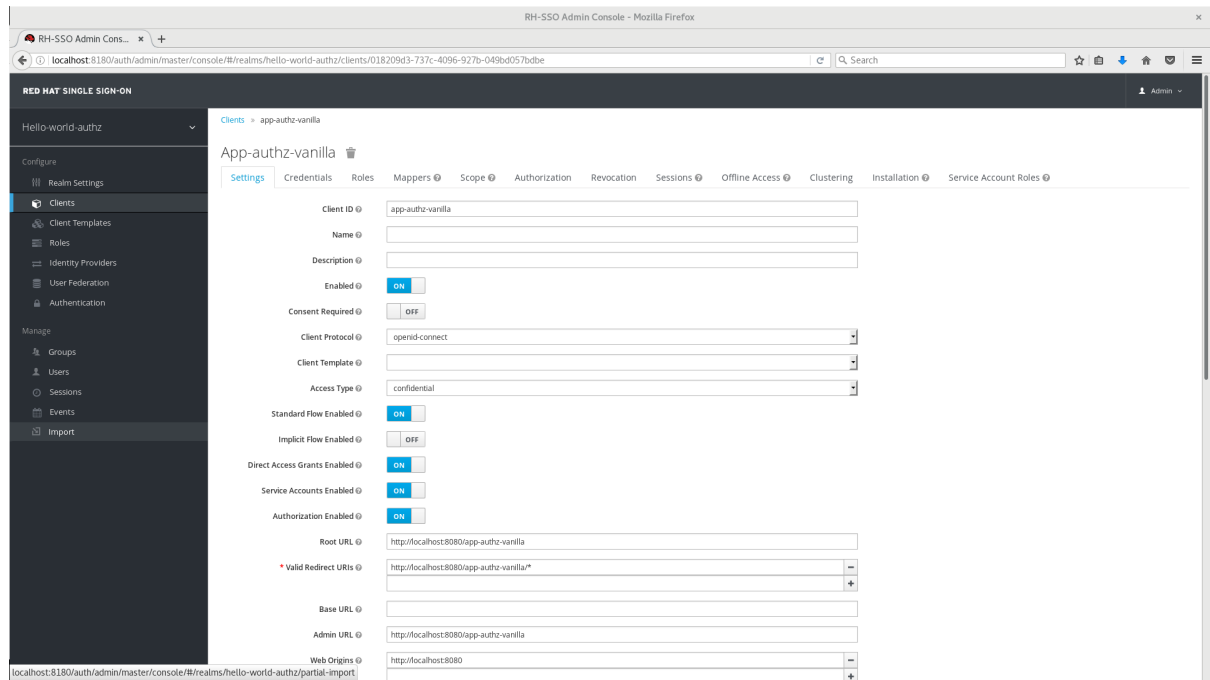 RH-SSO Admin Console - Mozilla Firefox
RH-SSO Admin Cons...
localhost:8180/auth/admin/master/console/#/realms/hello-world-authz/clients/018209d3-737c-4096-927b-049bd057bdbe
Search
RED HAT SINGLE SIGN-ON
Admin
Hello-world-authz
Clients » app-authz-vanilla
App-authz-vanilla
Configure
Realm Settings
Clients
Client Templates
Roles
Identity Providers
User Federation
Authentication
Manage
Groups
Users
Sessions
Events
Import
Settings Credentials Roles Mappers Scope Authorization Revocation Sessions Offline Access Clustering Installation Service Account Roles
Client ID app-authz-vanilla
Name
Description
Enabled ON
Consent Required OFF
Client Protocol openid-connect
Client Template
Access Type confidential
Standard Flow Enabled ON
Implicit Flow Enabled OFF
Direct Access Grants Enabled ON
Service Accounts Enabled ON
Authorization Enabled ON
Root URL http://localhost:8080/app-authz-vanilla
* Valid Redirect URIs http://localhost:8080/app-authz-vanilla/*
Base URL
Admin URL http://localhost:8080/app-authz-vanilla
Web Origins http://localhost:8080
localhost:8180/auth/admin/master/console/#/realms/hello-world-authz/partial-import